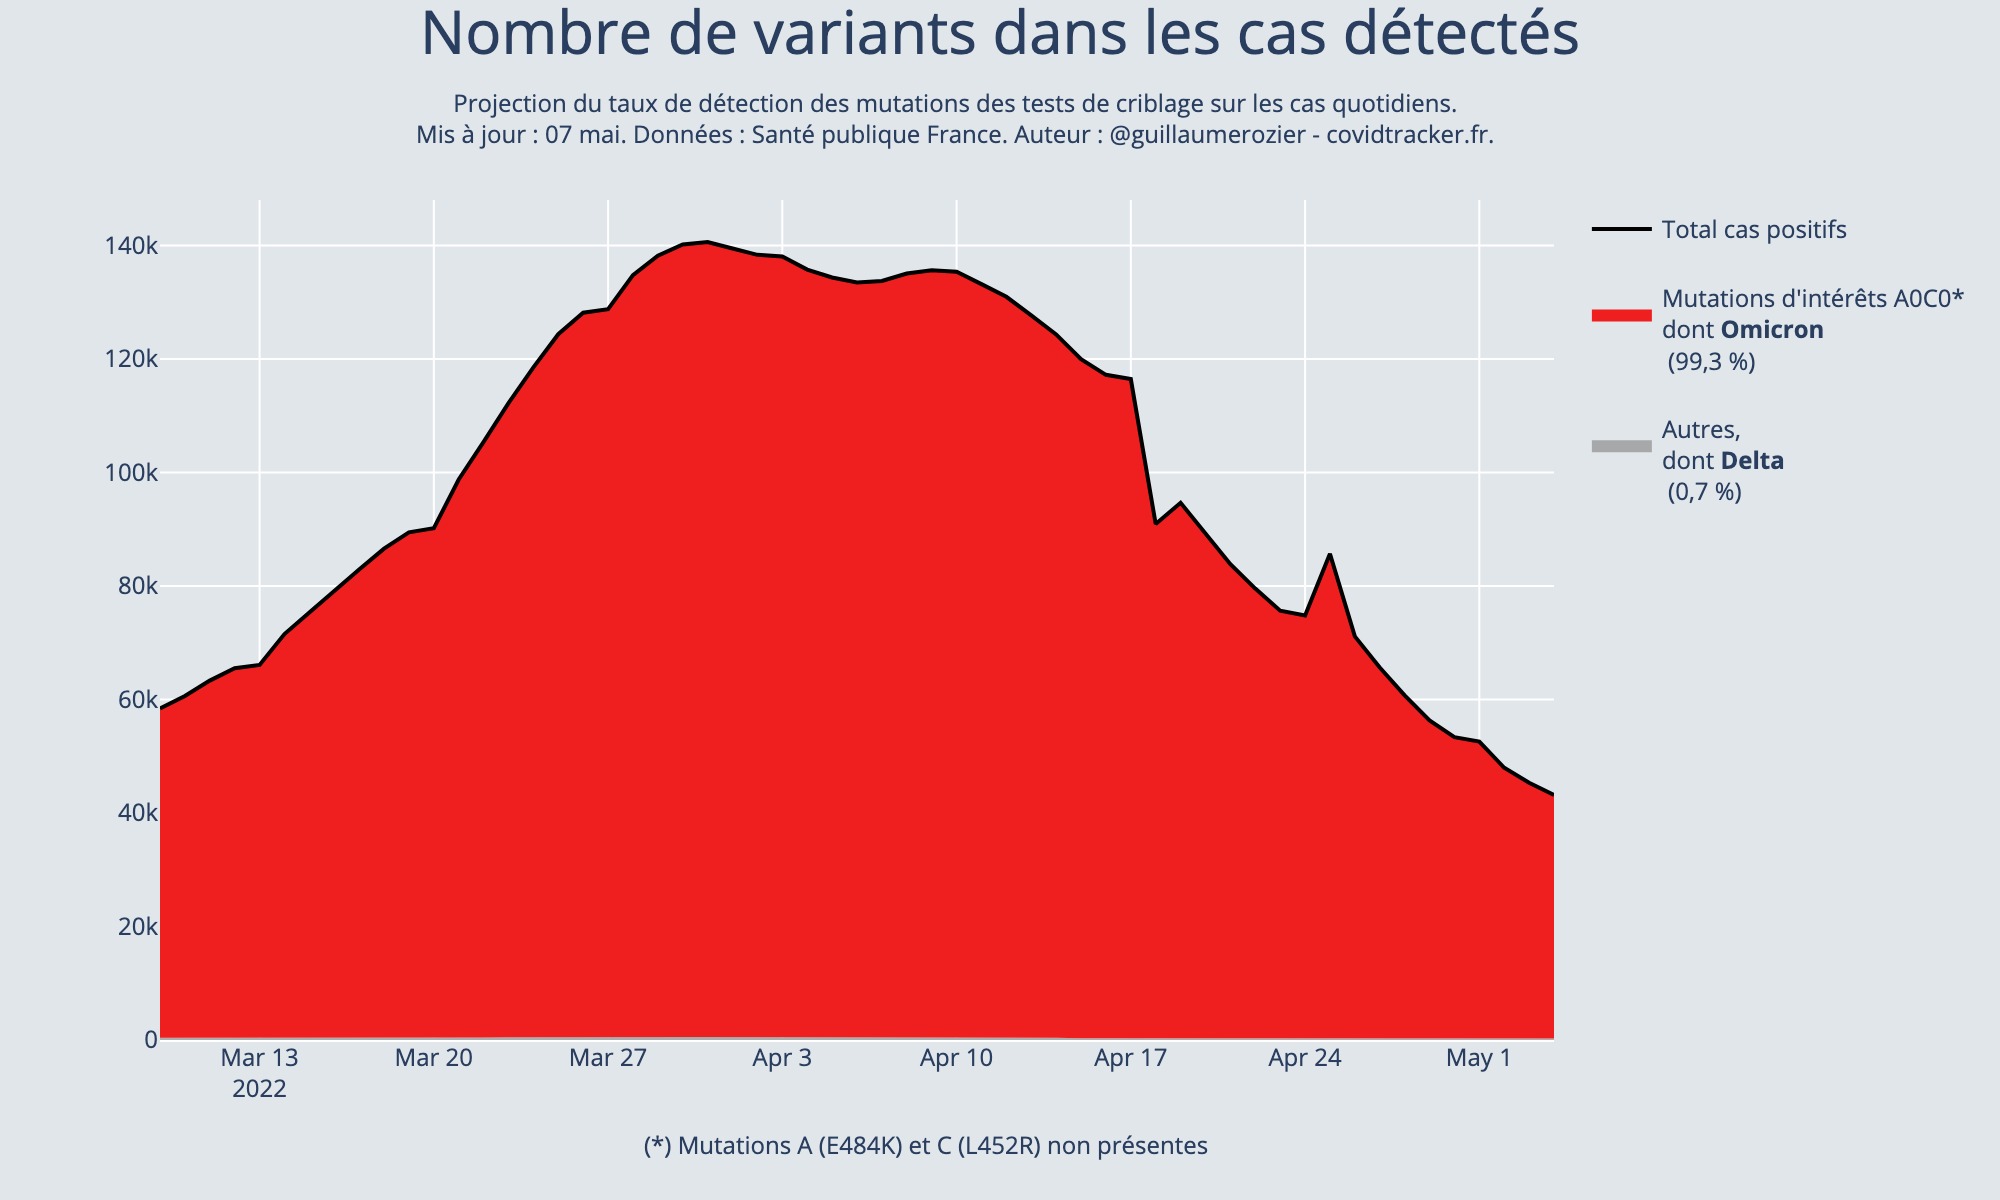 Nombre de variants dans les cas détectés
Projection du taux de détection des mutations des tests de criblage sur les cas quotidiens.
Mis à jour : 07 mai. Données : Santé publique France. Auteur : @guillaumerozier - covidtracker.fr.
140k
120k
100k
80k
60k
40k
20k
0
Mar 13
2022
Mar 20
Mar 27
Apr 3
Apr 10
Apr 17
Apr 24
May 1
Total cas positifs
Mutations d'intérêts A0C0*
dont Omicron
(99,3 %)
Autres,
dont Delta
(0,7 %)
(*) Mutations A (E484K) et C (L452R) non présentes